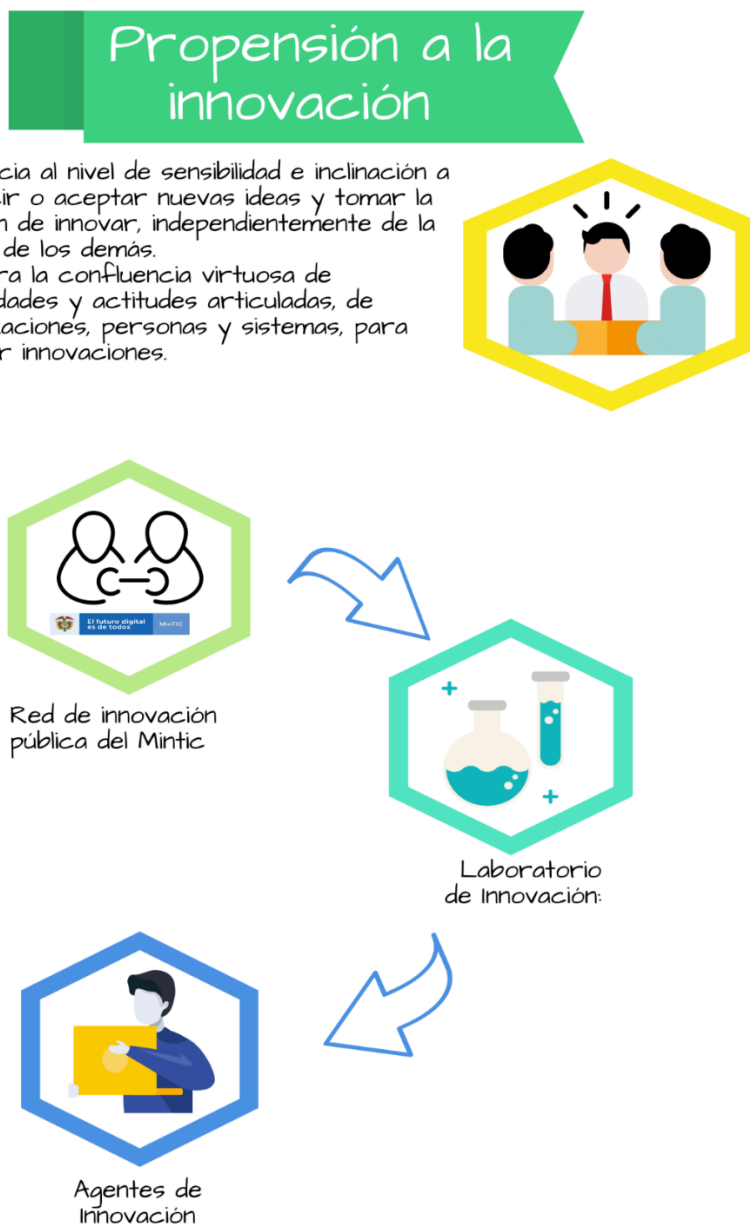 Propensión a la
innovación
cia al nivel de sensibilidad e inclinación a
ir o aceptar nuevas ideas y tomar la
n de innovar, independientemente de la
de los demás.
ra la confluencia virtuosa de
dades y actitudes articuladas, de
aciones, personas y sistemas, para
r innovaciones.
El futuro digital
es de todos
MinTIC
Red de innovación
pública del Mintic
Laboratorio
de Innovación:
Agentes de
Innovación